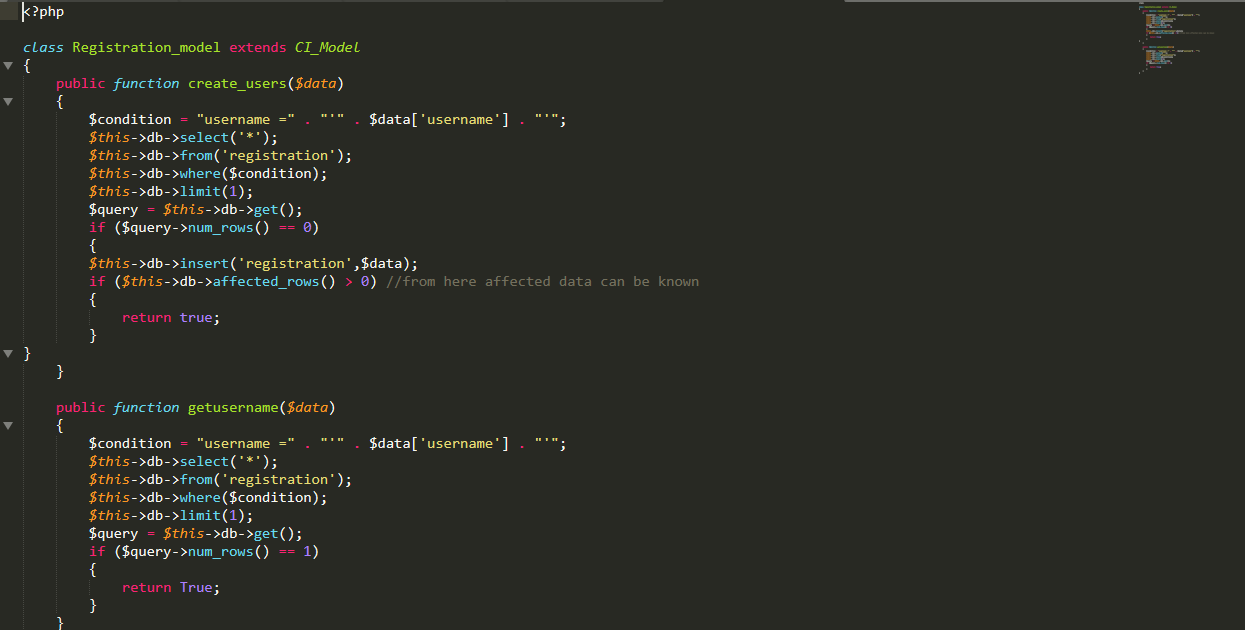 <?php
class Registration_model extends CI_Model
{
public function create_users($data)
{
$condition = "username =" . "'" . $data['username'] . "'";
$this->db->select('*');
$this->db->from('registration');
$this->db->where($condition);
$this->db->limit(1);
$query = $this->db->get();
if ($query->num_rows() == 0)
{
$this->db->insert('registration',$data);
if ($this->db->affected_rows() > 0) //from here affected data can be known
{
return true;
}
}
}
public function getusername($data)
{
$condition = "username =" . "'" . $data['username'] . "'";
$this->db->select('*');
$this->db->from('registration');
$this->db->where($condition);
$this->db->limit(1);
$query = $this->db->get();
if ($query->num_rows() == 1)
{
return True;
}
}